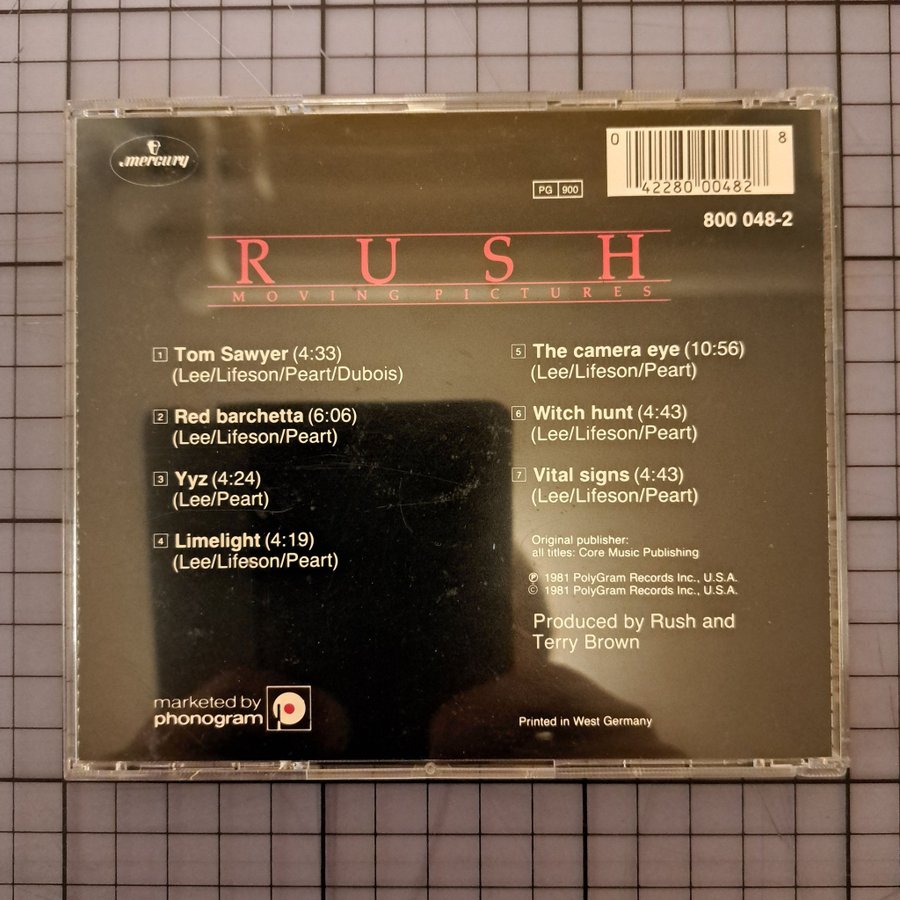 mercury
0 42280 00482 8
PG 900
800 048-2
RUSH
MOVING PICTURES
1 Tom Sawyer (4:33)
(Lee/Lifeson/Peart/Dubois)
2 Red barchetta (6:06)
(Lee/Lifeson/Peart)
3 Yyz (4:24)
(Lee/Peart)
4 Limelight (4:19)
(Lee/Lifeson/Peart)
5 The camera eye (10:56)
(Lee/Lifeson/Peart)
6 Witch hunt (4:43)
(Lee/Lifeson/Peart)
7 Vital signs (4:43)
(Lee/Lifeson/Peart)
Original publisher:
all titles: Core Music Publishing
℗ 1981 PolyGram Records Inc., U.S.A.
© 1981 PolyGram Records Inc., U.S.A.
Produced by Rush and
Terry Brown
marketed by
phonogram
Printed in West Germany